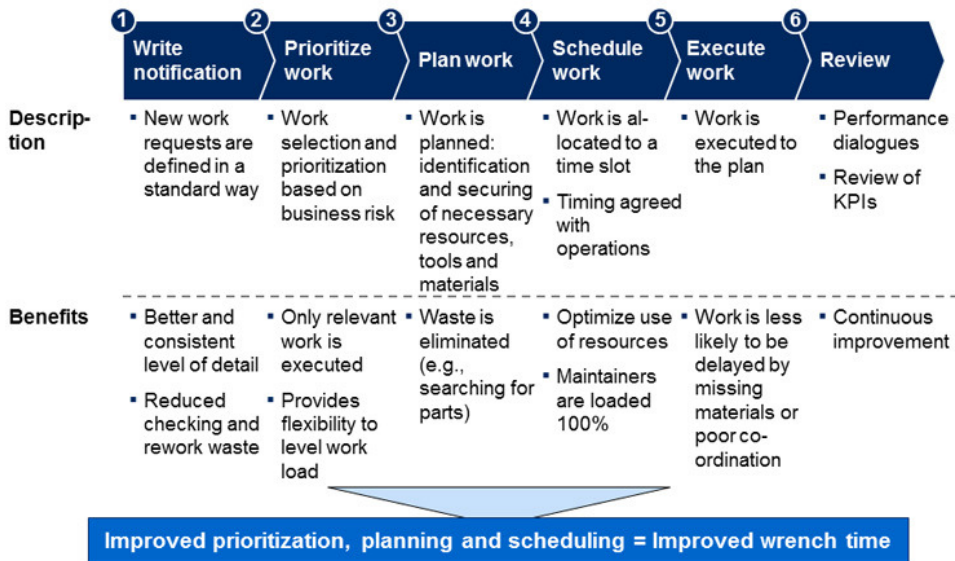 1 2 3 4 5 6
Write
notification
Prioritize
work
Plan work
Schedule
work
Execute
work
Review
Descrip-
tion
▪ New work
requests are
defined in a
standard way
▪ Work
selection and
prioritization
based on
business risk
▪ Work is
planned:
identification
and securing
of necessary
resources,
tools and
materials
▪ Work is al-
located to a
time slot
▪ Timing agreed
with
operations
▪ Work is
executed to
the plan
▪ Performance
dialogues
▪ Review of
KPIs
Benefits
▪ Better and
consistent
level of detail
▪ Reduced
checking and
rework waste
▪ Only relevant
work is
executed
▪ Provides
flexibility to
level work
load
▪ Waste is
eliminated
(e.g.,
searching for
parts)
▪ Optimize use
of resources
▪ Maintainers
are loaded
100%
▪ Work is less
likely to be
delayed by
missing
materials or
poor co-
ordination
▪ Continuous
improvement
Improved prioritization, planning and scheduling = Improved wrench time